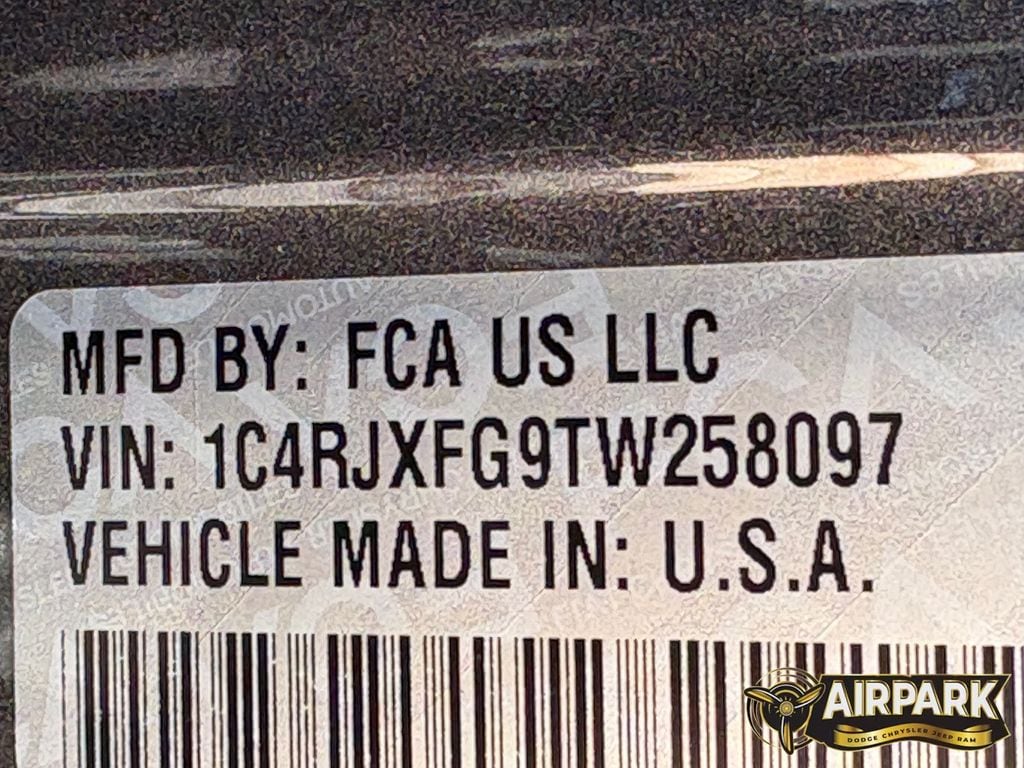 MFD BY: FCA US LLC
VIN: 1C4RJXFG9TW258097
VEHICLE MADE IN: U.S.A.
AIRPARK
DODGE CHRYSLER JEEP RAM